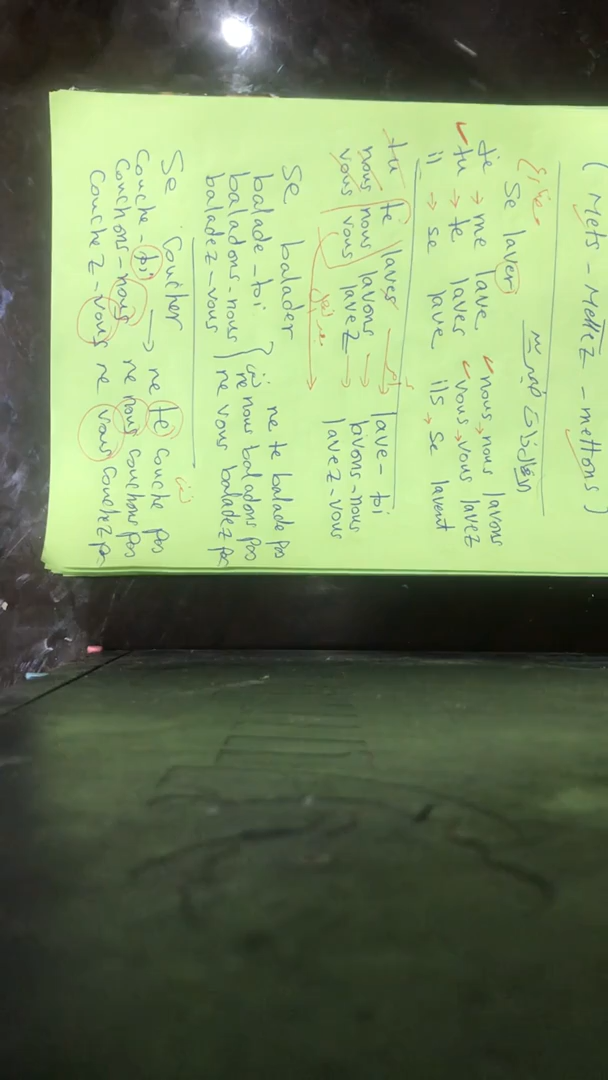 (Mets - Mettez - mettons)
Se laver
Je → me lave nous → nous lavons
tu → te laves vous → vous lavez
il → se lave ils → se lavent
tu te laves → lave-toi
nous nous lavons → lavons-nous
vous vous lavez → lavez-vous
Se balader
balade-toi ne te balade pas
baladons-nous ne nous baladons pas
baladez-vous ne vous baladez pas
Se coucher
couche-toi → ne te couche pas
couchons-nous ne nous couchons pas
couchez-vous ne vous couchez pas